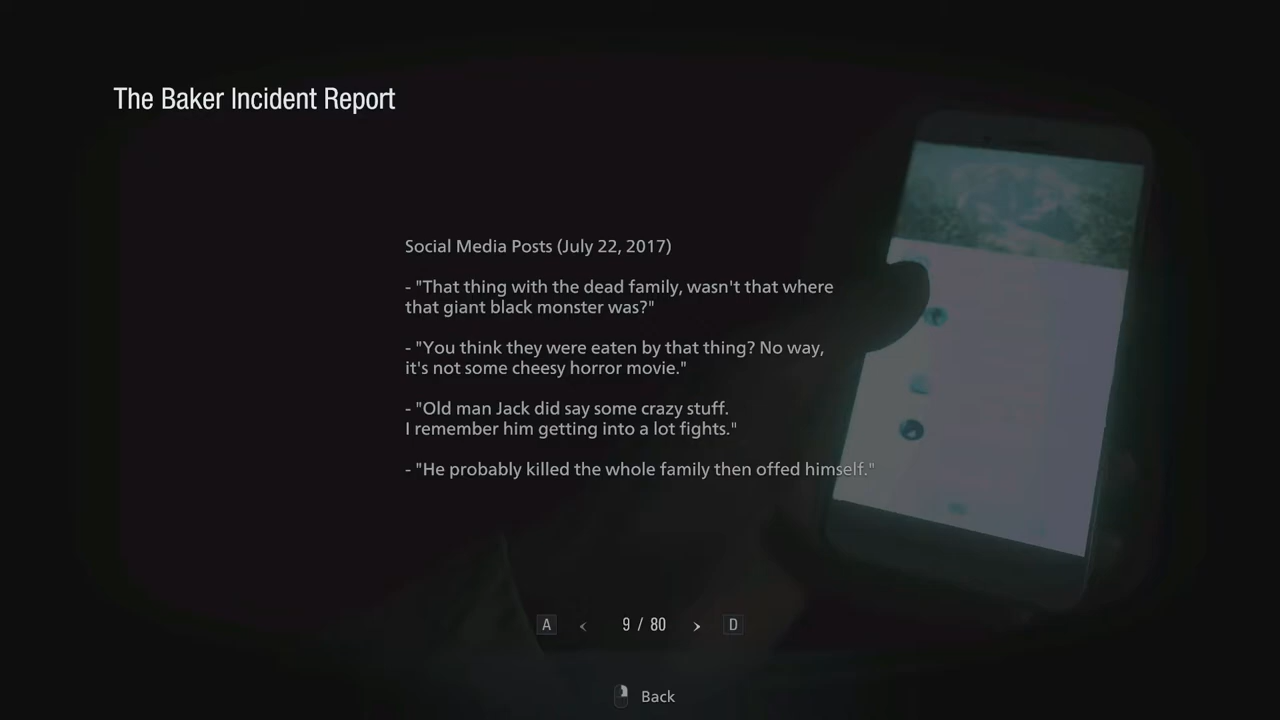 The Baker Incident Report
Social Media Posts (July 22, 2017)
- "That thing with the dead family, wasn't that where
that giant black monster was?"
- "You think they were eaten by that thing? No way,
it's not some cheesy horror movie."
- "Old man Jack did say some crazy stuff.
I remember him getting into a lot fights."
- "He probably killed the whole family then offed himself."
A < 9 / 80 > D
Back